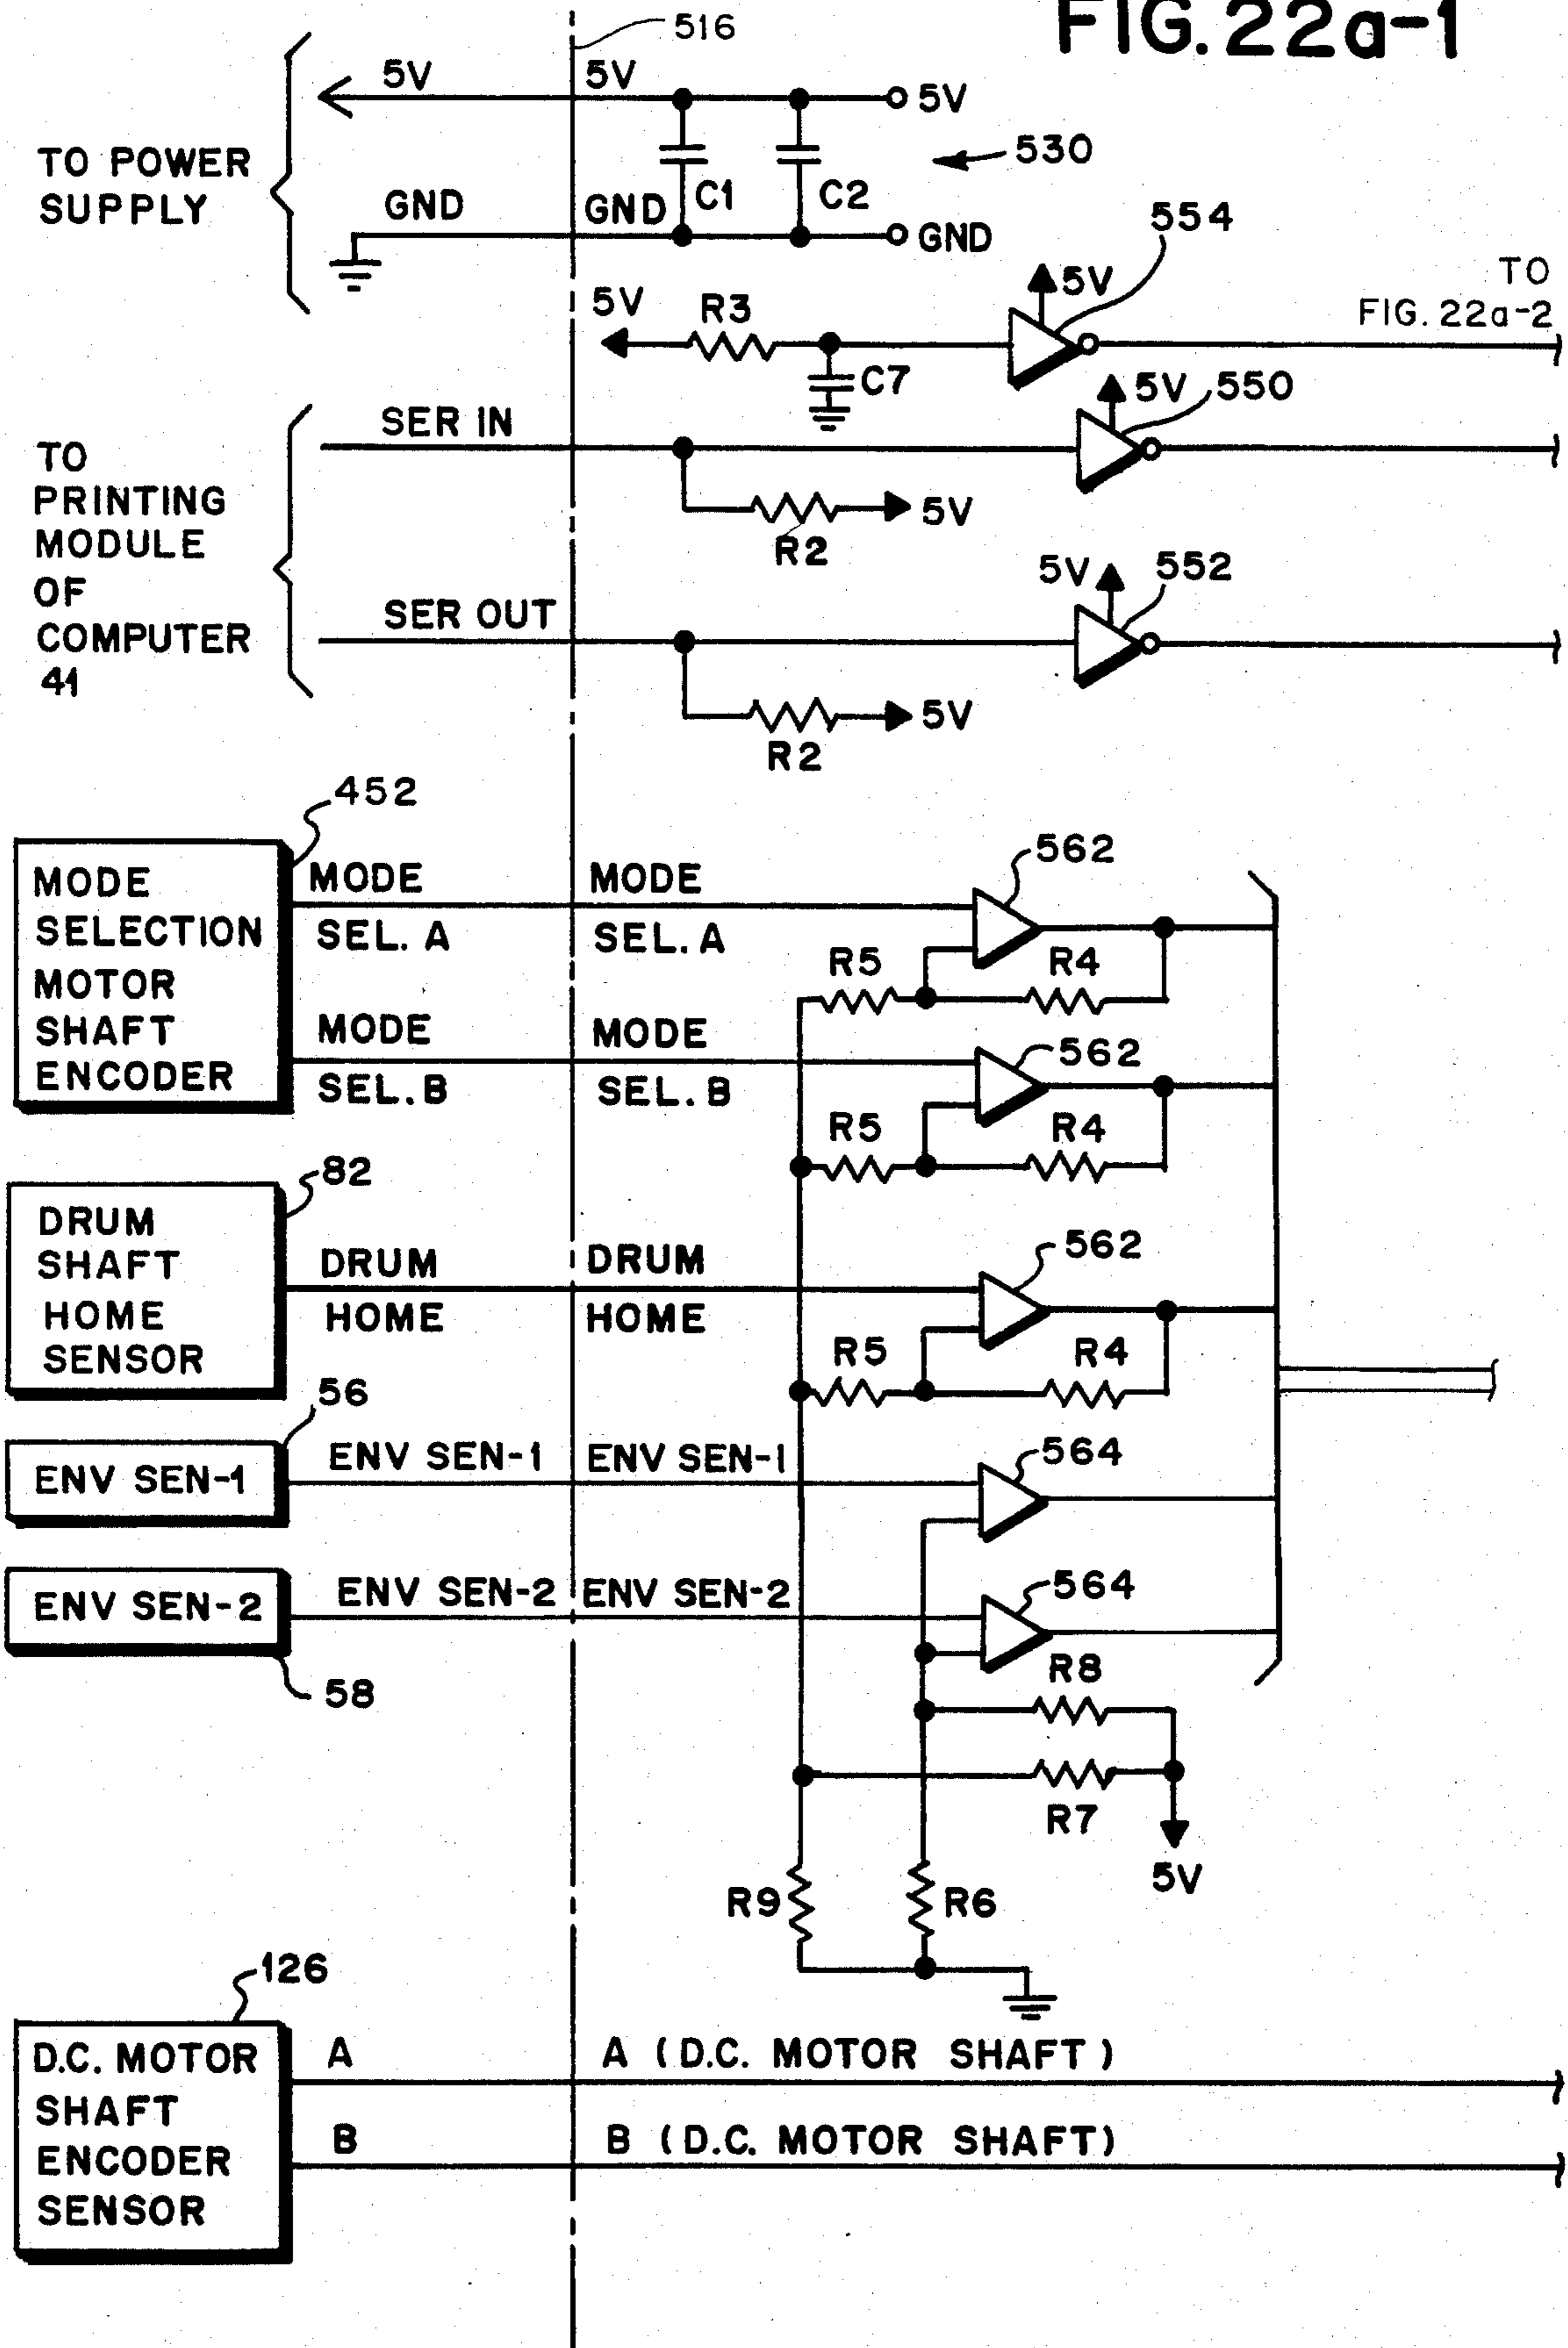 FIG. 22a-1
516
5V
5V
5V
TO POWER
SUPPLY
530
C1
C2
GND
GND
GND
554
5V
TO
FIG. 22a-2
5V
R3
C7
5V
550
SER IN
TO
PRINTING
MODULE
OF
COMPUTER
41
5V
R2
5V
552
SER OUT
5V
R2
452
MODE
SELECTION
MOTOR
SHAFT
ENCODER
MODE
SEL. A
MODE
SEL. A
562
R5
R4
MODE
SEL. B
MODE
SEL. B
562
R5
R4
82
DRUM
SHAFT
HOME
SENSOR
DRUM
HOME
DRUM
HOME
562
R5
R4
56
ENV SEN-1
ENV SEN-1
ENV SEN-1
564
ENV SEN-2
ENV SEN-2
ENV SEN-2
564
58
R8
R7
5V
R9
R6
126
D.C. MOTOR
SHAFT
ENCODER
SENSOR
A
A (D.C. MOTOR SHAFT)
B
B (D.C. MOTOR SHAFT)